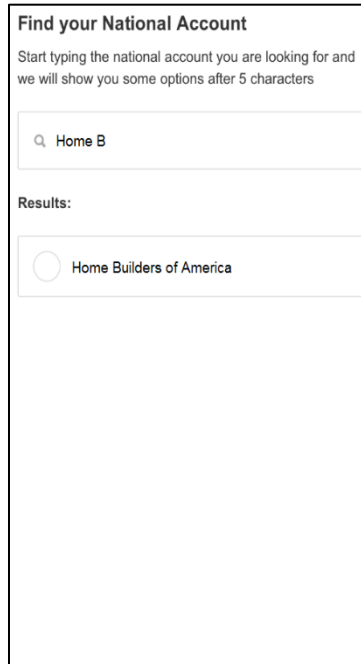 Find your National Account
Start typing the national account you are looking for and
we will show you some options after 5 characters
Home B
Results:
Home Builders of America